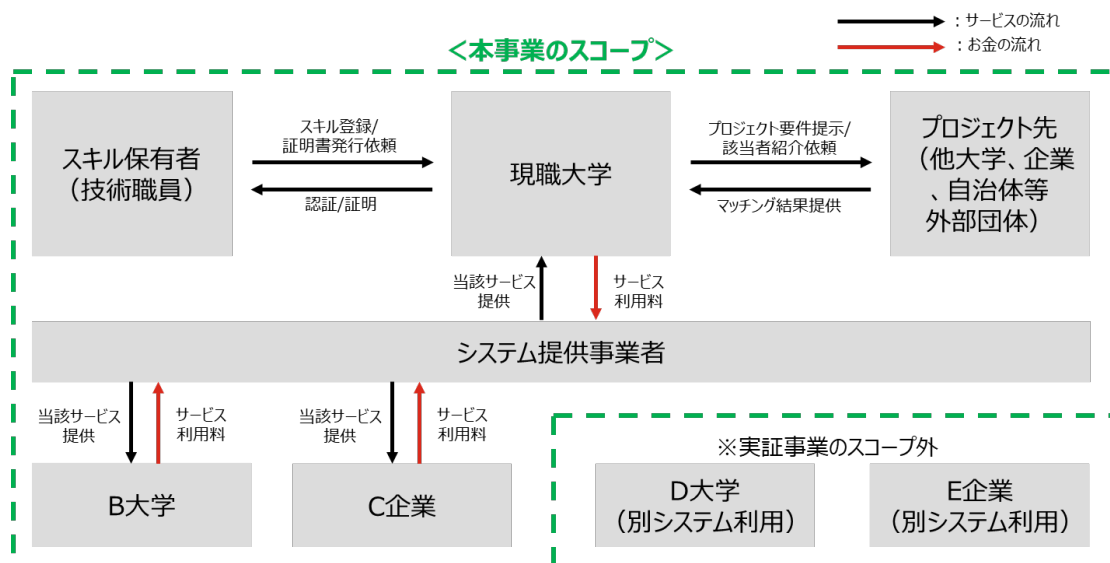 ：サービスの流れ
：お金の流れ
＜本事業のスコープ＞
スキル保有者
（技術職員）
スキル登録/
証明書発行依頼
認証/証明
現職大学
プロジェクト要件提示/
該当者紹介依頼
マッチング結果提供
プロジェクト先
（他大学、企業
、自治体等
外部団体）
当該サービス
提供
サービス
利用料
システム提供事業者
当該サービス
提供
サービス
利用料
当該サービス
提供
サービス
利用料
※実証事業のスコープ外
B大学
C企業
D大学
（別システム利用）
E企業
（別システム利用）